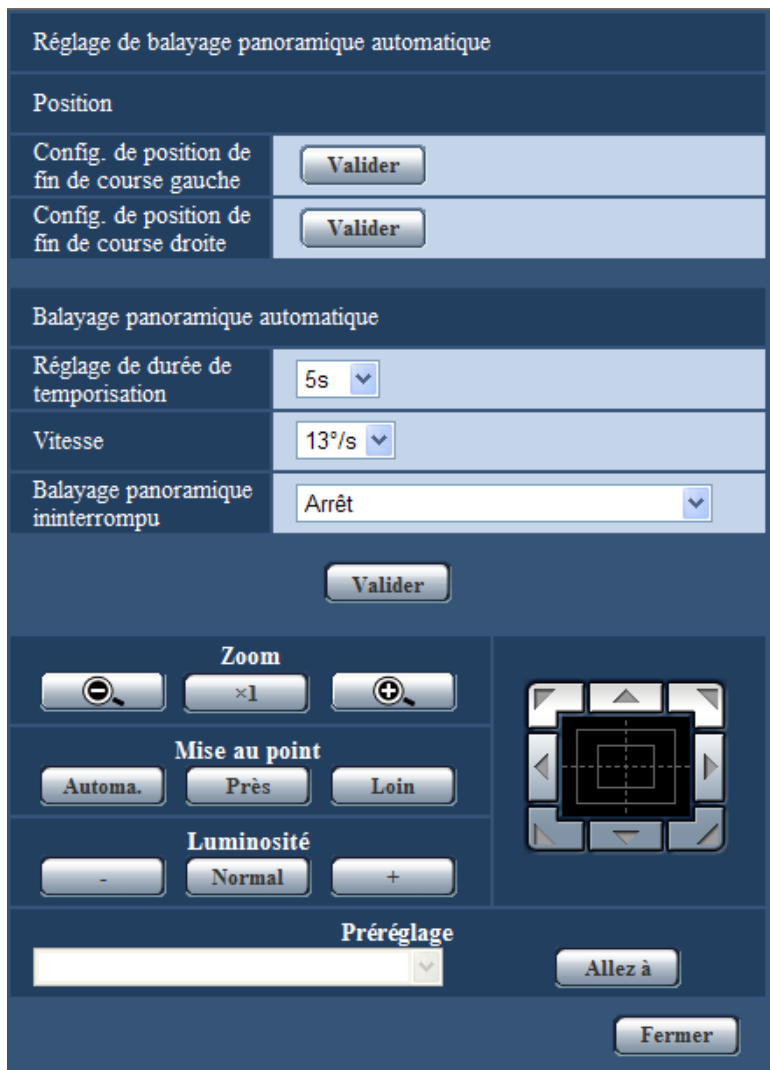 Réglage de balayage panoramique automatique
Position
Config. de position de
fin de course gauche
Valider
Config. de position de
fin de course droite
Valider
Balayage panoramique automatique
Réglage de durée de
temporisation
5s
Vitesse
13°/s
Balayage panoramique
ininterrompu
Arrêt
Valider
Zoom
×1
Mise au point
Automa. Près Loin
Luminosité
- Normal +
Préréglage
Allez à
Fermer